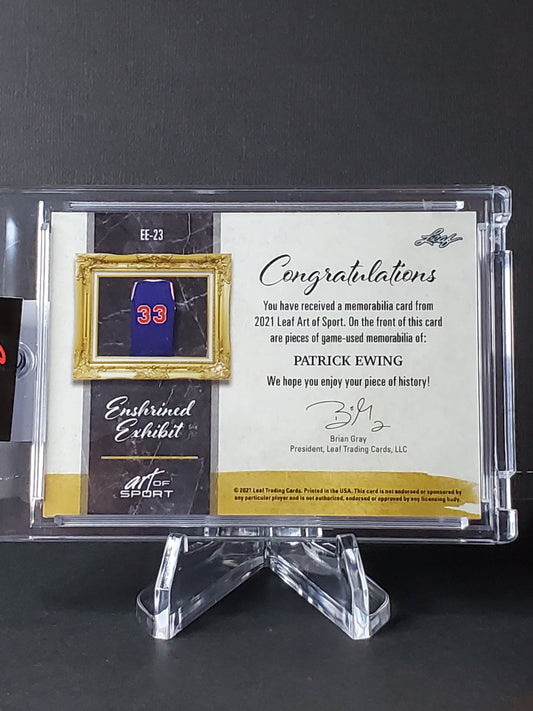 EE-23
33
Enshrined
Exhibit
art OF
SPORT
Leaf
Congratulations
You have received a memorabilia card from
2021 Leaf Art of Sport. On the front of this card
are pieces of game-used memorabilia of:
PATRICK EWING
We hope you enjoy your piece of history!
Brian Gray
President, Leaf Trading Cards, LLC
© 2021 Leaf Trading Cards. Printed in the USA. This card is not endorsed or sponsored by
any particular player and is not authorized, endorsed or approved by any licensing body.